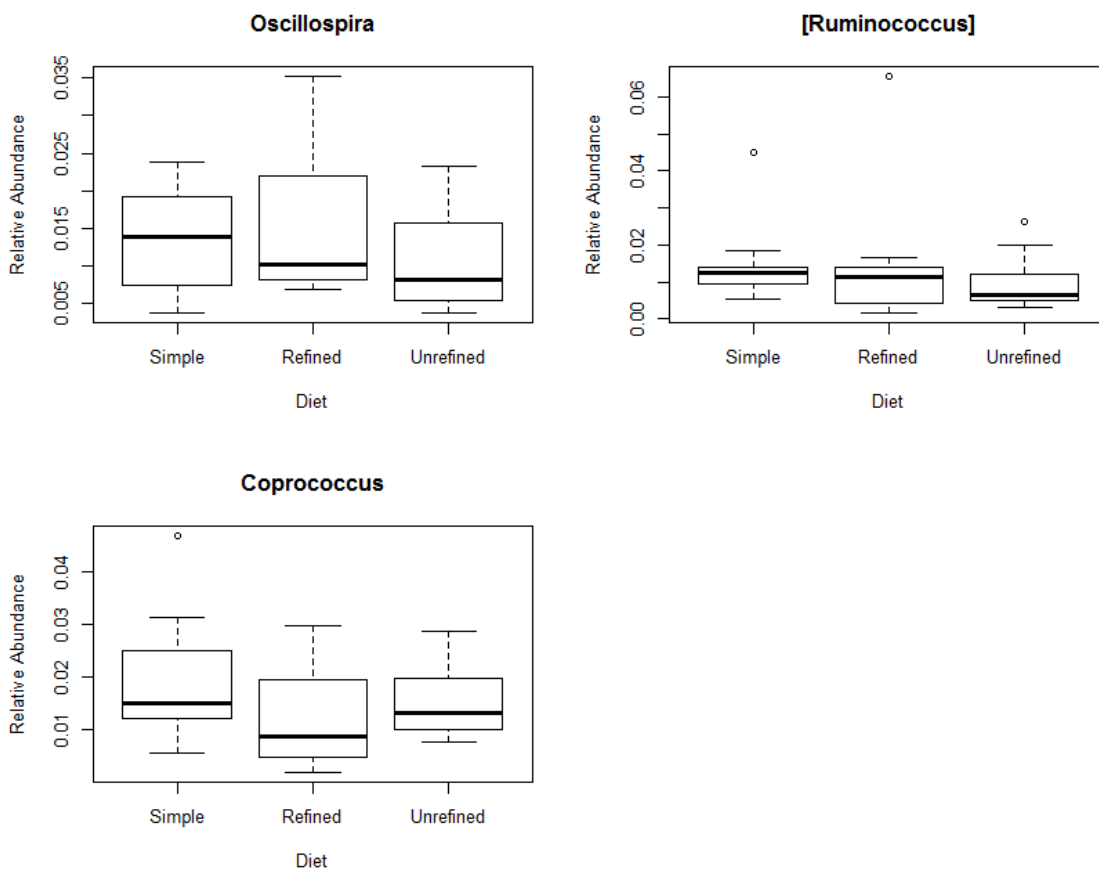 Oscillospira
Relative Abundance
0.035
0.025
0.015
0.005
Simple Refined Unrefined
Diet
[Ruminococcus]
Relative Abundance
0.06
0.04
0.02
0.00
Simple Refined Unrefined
Diet
Coprococcus
Relative Abundance
0.04
0.03
0.02
0.01
Simple Refined Unrefined
Diet